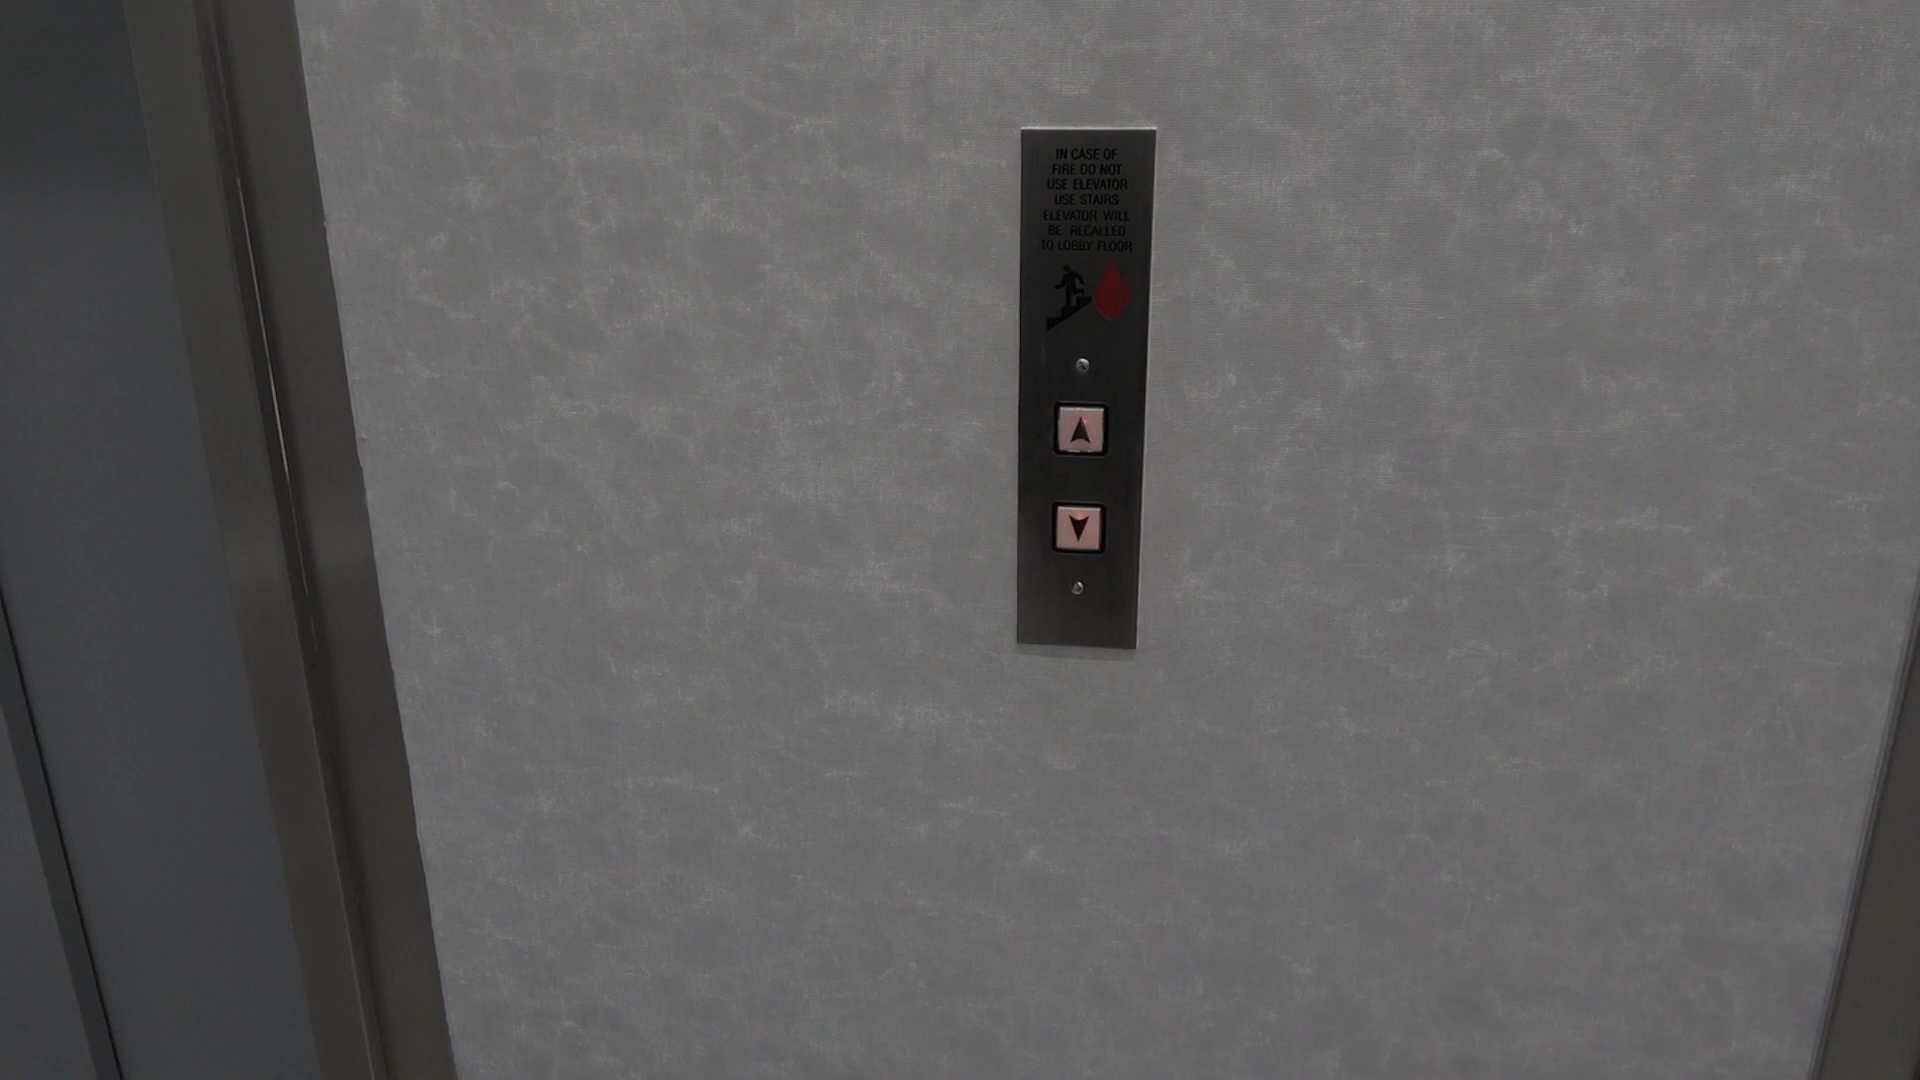 IN CASE OF
FIRE DO NOT
USE ELEVATOR
USE STAIRS
ELEVATOR WILL
BE RECALLED
TO LOBBY FLOOR